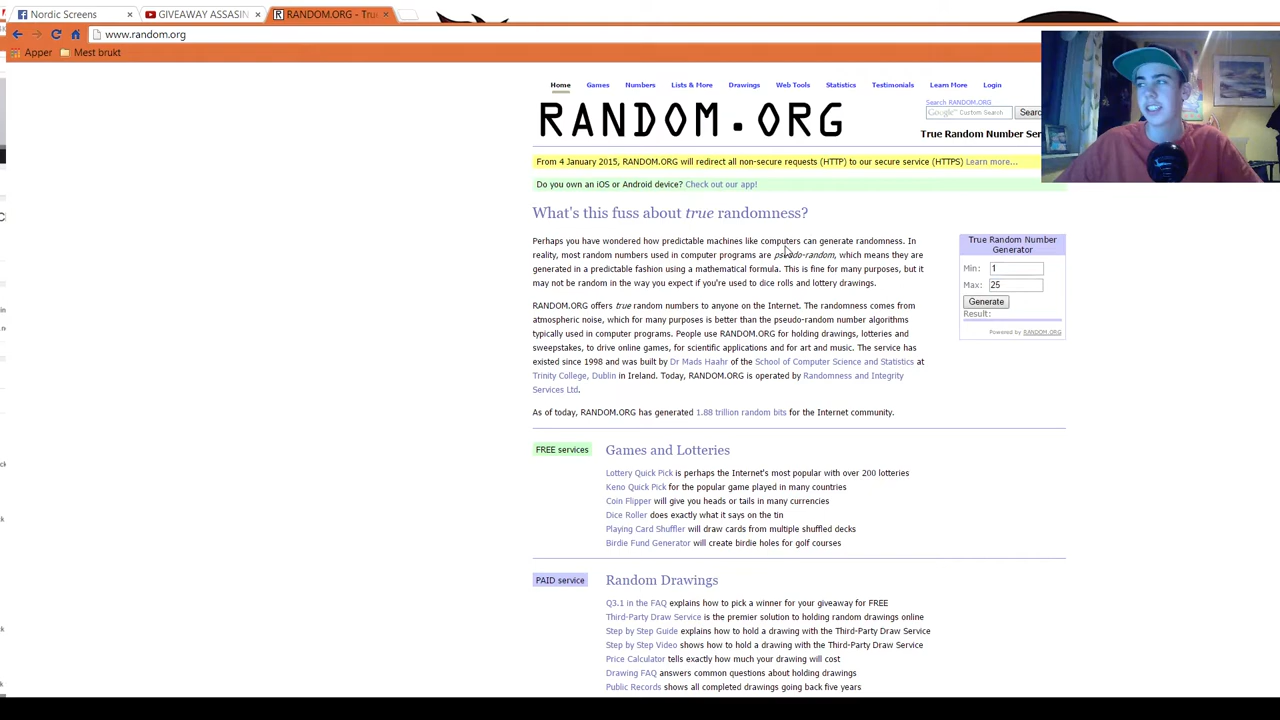 Nordic Screens
GIVEAWAY ASSASIN
RANDOM.ORG - True
www.random.org
Apper
Mest brukt
Home Games Numbers Lists & More Drawings Web Tools Statistics Testimonials Learn More Login
RANDOM.ORG
Search RANDOM.ORG
Google™ Custom Search
True Random Number
From 4 January 2015, RANDOM.ORG will redirect all non-secure requests (HTTP) to our secure service (HTTPS) Learn more...
Do you own an iOS or Android device? Check out our app!
What's this fuss about true randomness?
Perhaps you have wondered how predictable machines like computers can generate randomness. In
reality, most random numbers used in computer programs are pseudo-random, which means they are
generated in a predictable fashion using a mathematical formula. This is fine for many purposes, but it
may not be random in the way you expect if you're used to dice rolls and lottery drawings.
RANDOM.ORG offers true random numbers to anyone on the Internet. The randomness comes from
atmospheric noise, which for many purposes is better than the pseudo-random number algorithms
typically used in computer programs. People use RANDOM.ORG for holding drawings, lotteries and
sweepstakes, to drive online games, for scientific applications and for art and music. The service has
existed since 1998 and was built by Dr Mads Haahr of the School of Computer Science and Statistics at
Trinity College, Dublin in Ireland. Today, RANDOM.ORG is operated by Randomness and Integrity
Services Ltd.
As of today, RANDOM.ORG has generated 1.88 trillion random bits for the Internet community.
True Random Number
Generator
Min: 1
Max: 25
Generate
Result:
Powered by RANDOM.ORG
FREE services
Games and Lotteries
Lottery Quick Pick is perhaps the Internet's most popular with over 200 lotteries
Keno Quick Pick for the popular game played in many countries
Coin Flipper will give you heads or tails in many currencies
Dice Roller does exactly what it says on the tin
Playing Card Shuffler will draw cards from multiple shuffled decks
Birdie Fund Generator will create birdie holes for golf courses
PAID service
Random Drawings
Q3.1 in the FAQ explains how to pick a winner for your giveaway for FREE
Third-Party Draw Service is the premier solution to holding random drawings online
Step by Step Guide explains how to hold a drawing with the Third-Party Draw Service
Step by Step Video shows how to hold a drawing with the Third-Party Draw Service
Price Calculator tells exactly how much your drawing will cost
Drawing FAQ answers common questions about holding drawings
Public Records shows all completed drawings going back five years